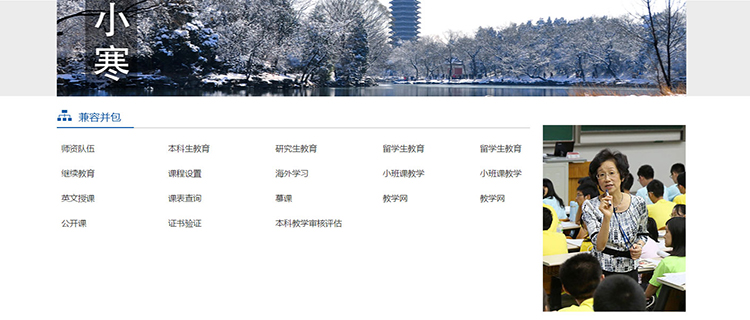 小寒
兼容并包
师资队伍 本科生教育 研究生教育 留学生教育 留学生教育
继续教育 课程设置 海外学习 小班课教学 小班课教学
英文授课 课表查询 慕课 教学网 教学网
公开课 证书验证 本科教学审核评估